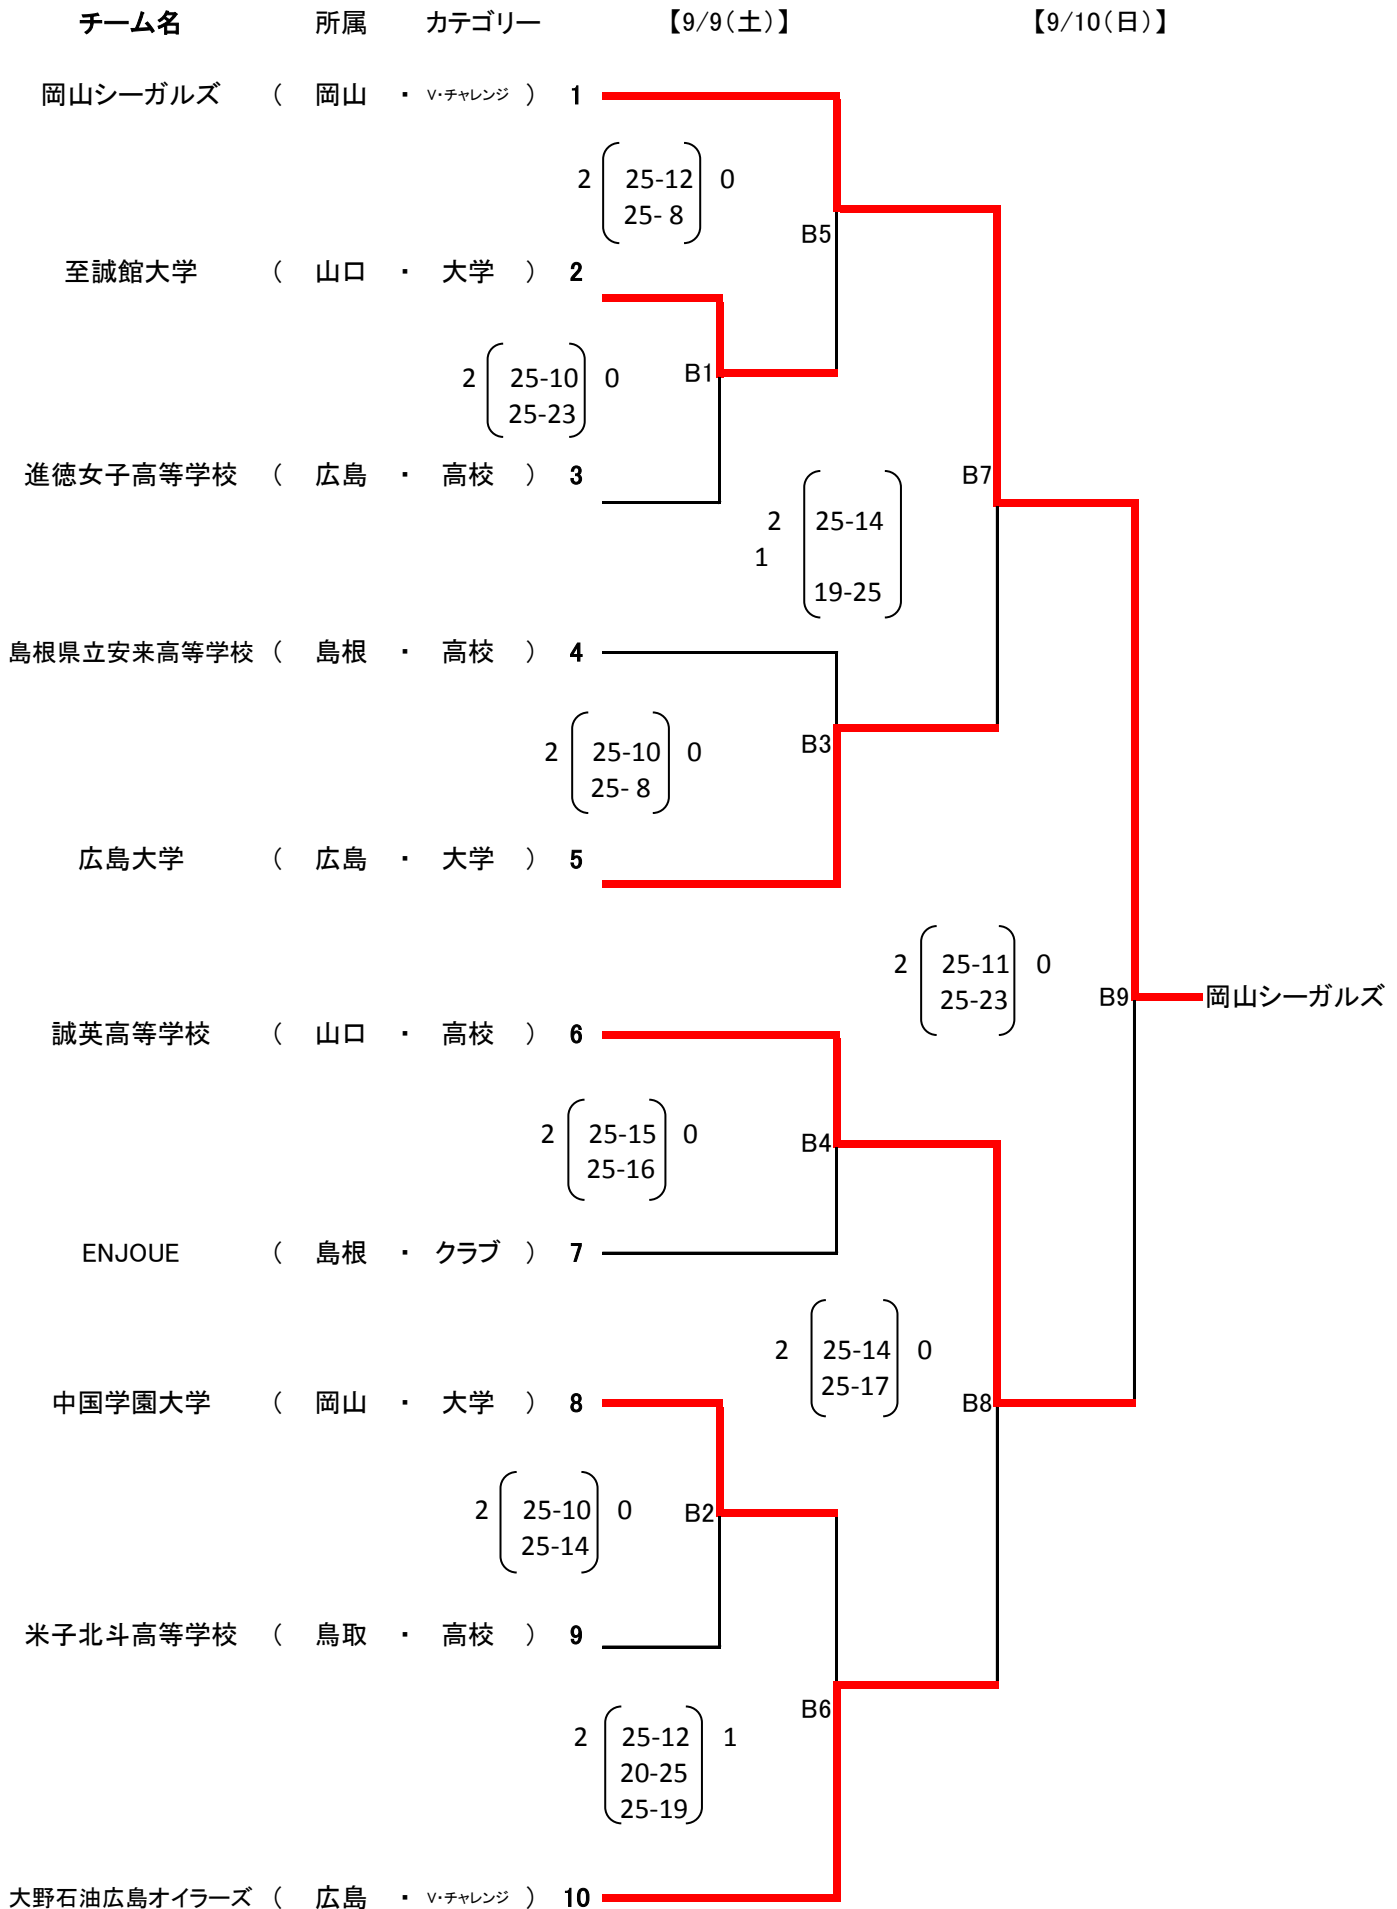 チーム名 所属 カテゴリー 【9/9(土)】 【9/10(日)】
岡山シーガルズ ( 岡山 ・ V・チャレンジ ) 1
2 25-12 0
25- 8
B5
至誠館大学 ( 山口 ・ 大学 ) 2
2 25-10 0 B1
25-23
進徳女子高等学校 ( 広島 ・ 高校 ) 3 B7
2 25-14
1
19-25
島根県立安来高等学校 ( 島根 ・ 高校 ) 4
2 25-10 0 B3
25- 8
広島大学 ( 広島 ・ 大学 ) 5
2 25-11 0
25-23 B9 岡山シーガルズ
誠英高等学校 ( 山口 ・ 高校 ) 6
2 25-15 0 B4
25-16
ENJOUE ( 島根 ・ クラブ ) 7
2 25-14 0
25-17
中国学園大学 ( 岡山 ・ 大学 ) 8 B8
2 25-10 0 B2
25-14
米子北斗高等学校 ( 鳥取 ・ 高校 ) 9
B6
2 25-12 1
20-25
25-19
大野石油広島オイラーズ ( 広島 ・ V・チャレンジ ) 10